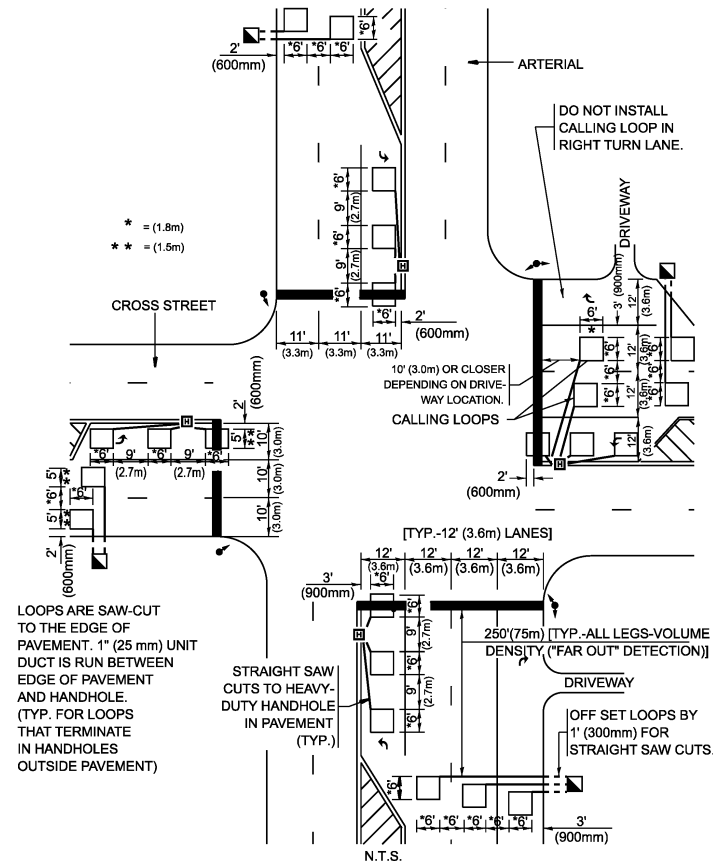 *6'
*6'
*6'
*6'
2'
(600mm)
ARTERIAL
DO NOT INSTALL
CALLING LOOP IN
RIGHT TURN LANE.
*6'
9'
(2.7m)
*6'
9'
(2.7m)
*6'
H
*6'
2'
(600mm)
11'
11'
11'
(3.3m)
(3.3m)
(3.3m)
* = (1.8m)
** = (1.5m)
CROSS STREET
DRIVEWAY
3'
(900mm)
12'
(3.6m)
6'
*
12'
(3.6m)
*6'
*6'
*6'
*6'
*6'
*6'
12'
(3.6m)
12'
(3.6m)
10' (3.0m) OR CLOSER
DEPENDING ON DRIVE-
WAY LOCATION.
CALLING LOOPS
H
2'
(600mm)
2'
(600mm)
H
5'
**
10'
(3.0m)
*6'
9'
*6'
9'
*6'
(2.7m)
(2.7m)
10'
(3.0m)
10'
(3.0m)
5'
**
*6'
*6'
5'
**
2'
(600mm)
[TYP.-12' (3.6m) LANES]
12'
12'
12'
12'
(3.6m)
(3.6m)
(3.6m)
(3.6m)
*6'
3'
(900mm)
*6'
H
9'
(2.7m)
*6'
9'
(2.7m)
*6'
250'(75m) [TYP.-ALL LEGS-VOLUME
DENSITY ("FAR OUT" DETECTION)]
DRIVEWAY
LOOPS ARE SAW-CUT
TO THE EDGE OF
PAVEMENT. 1" (25 mm) UNIT
DUCT IS RUN BETWEEN
EDGE OF PAVEMENT
AND HANDHOLE.
(TYP. FOR LOOPS
THAT TERMINATE
IN HANDHOLES
OUTSIDE PAVEMENT)
STRAIGHT SAW
CUTS TO HEAVY-
DUTY HANDHOLE
IN PAVEMENT
(TYP.)
OFF SET LOOPS BY
1' (300mm) FOR
STRAIGHT SAW CUTS.
*6'
*6'
*6'
*6'
*6'
*6'
3'
(900mm)
N.T.S.